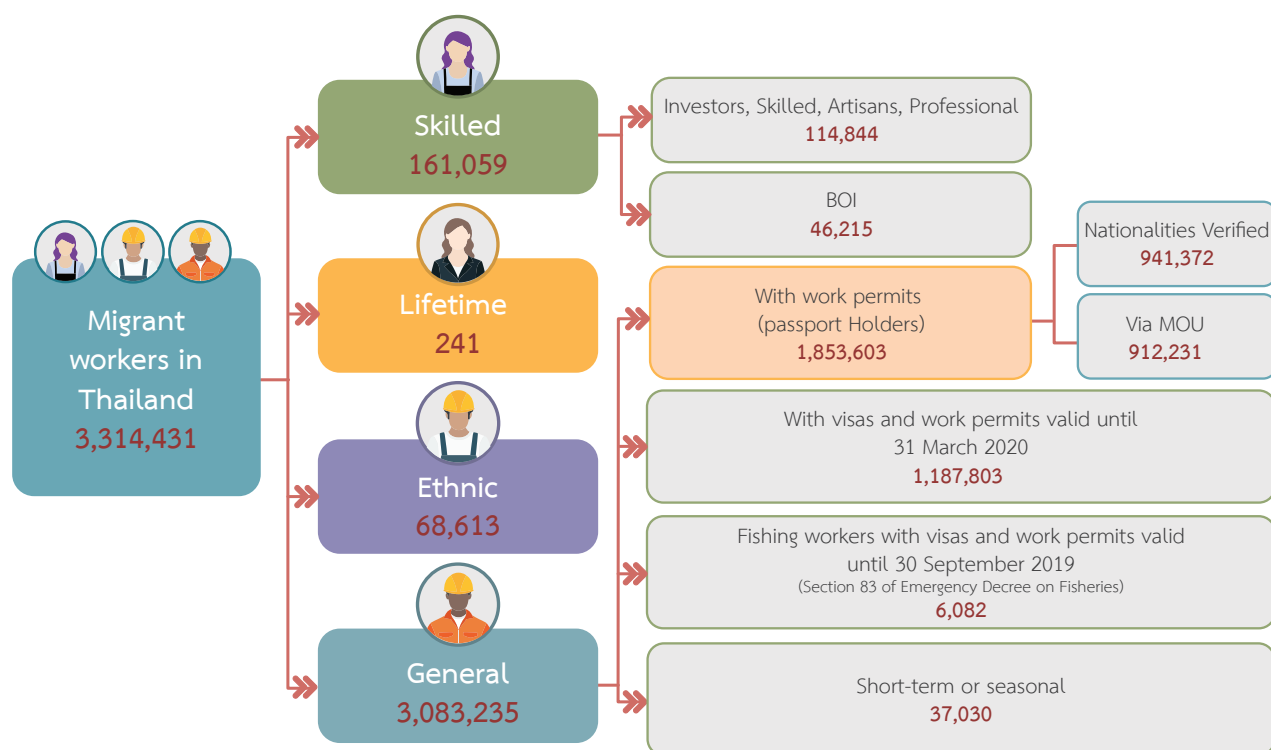 Migrant
workers in
Thailand
3,314,431
Skilled
161,059
Lifetime
241
Ethnic
68,613
General
3,083,235
Investors, Skilled, Artisans, Professional
114,844
BOI
46,215
With work permits
(passport Holders)
1,853,603
Nationalities Verified
941,372
Via MOU
912,231
With visas and work permits valid until
31 March 2020
1,187,803
Fishing workers with visas and work permits valid
until 30 September 2019
(Section 83 of Emergency Decree on Fisheries)
6,082
Short-term or seasonal
37,030